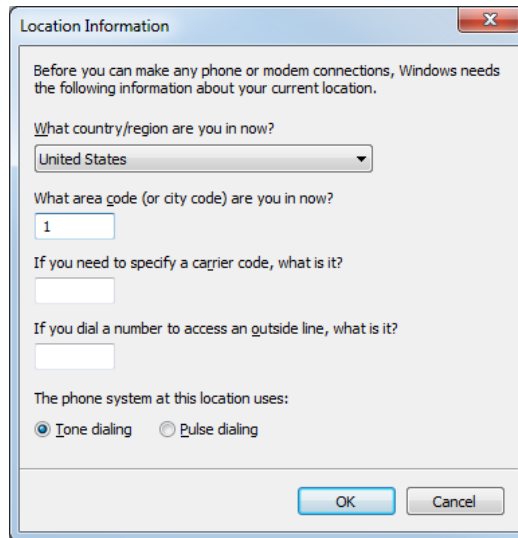 Location Information
Before you can make any phone or modem connections, Windows needs
the following information about your current location.
What country/region are you in now?
United States
What area code (or city code) are you in now?
1
If you need to specify a carrier code, what is it?
If you dial a number to access an outside line, what is it?
The phone system at this location uses:
Tone dialing Pulse dialing
OK Cancel